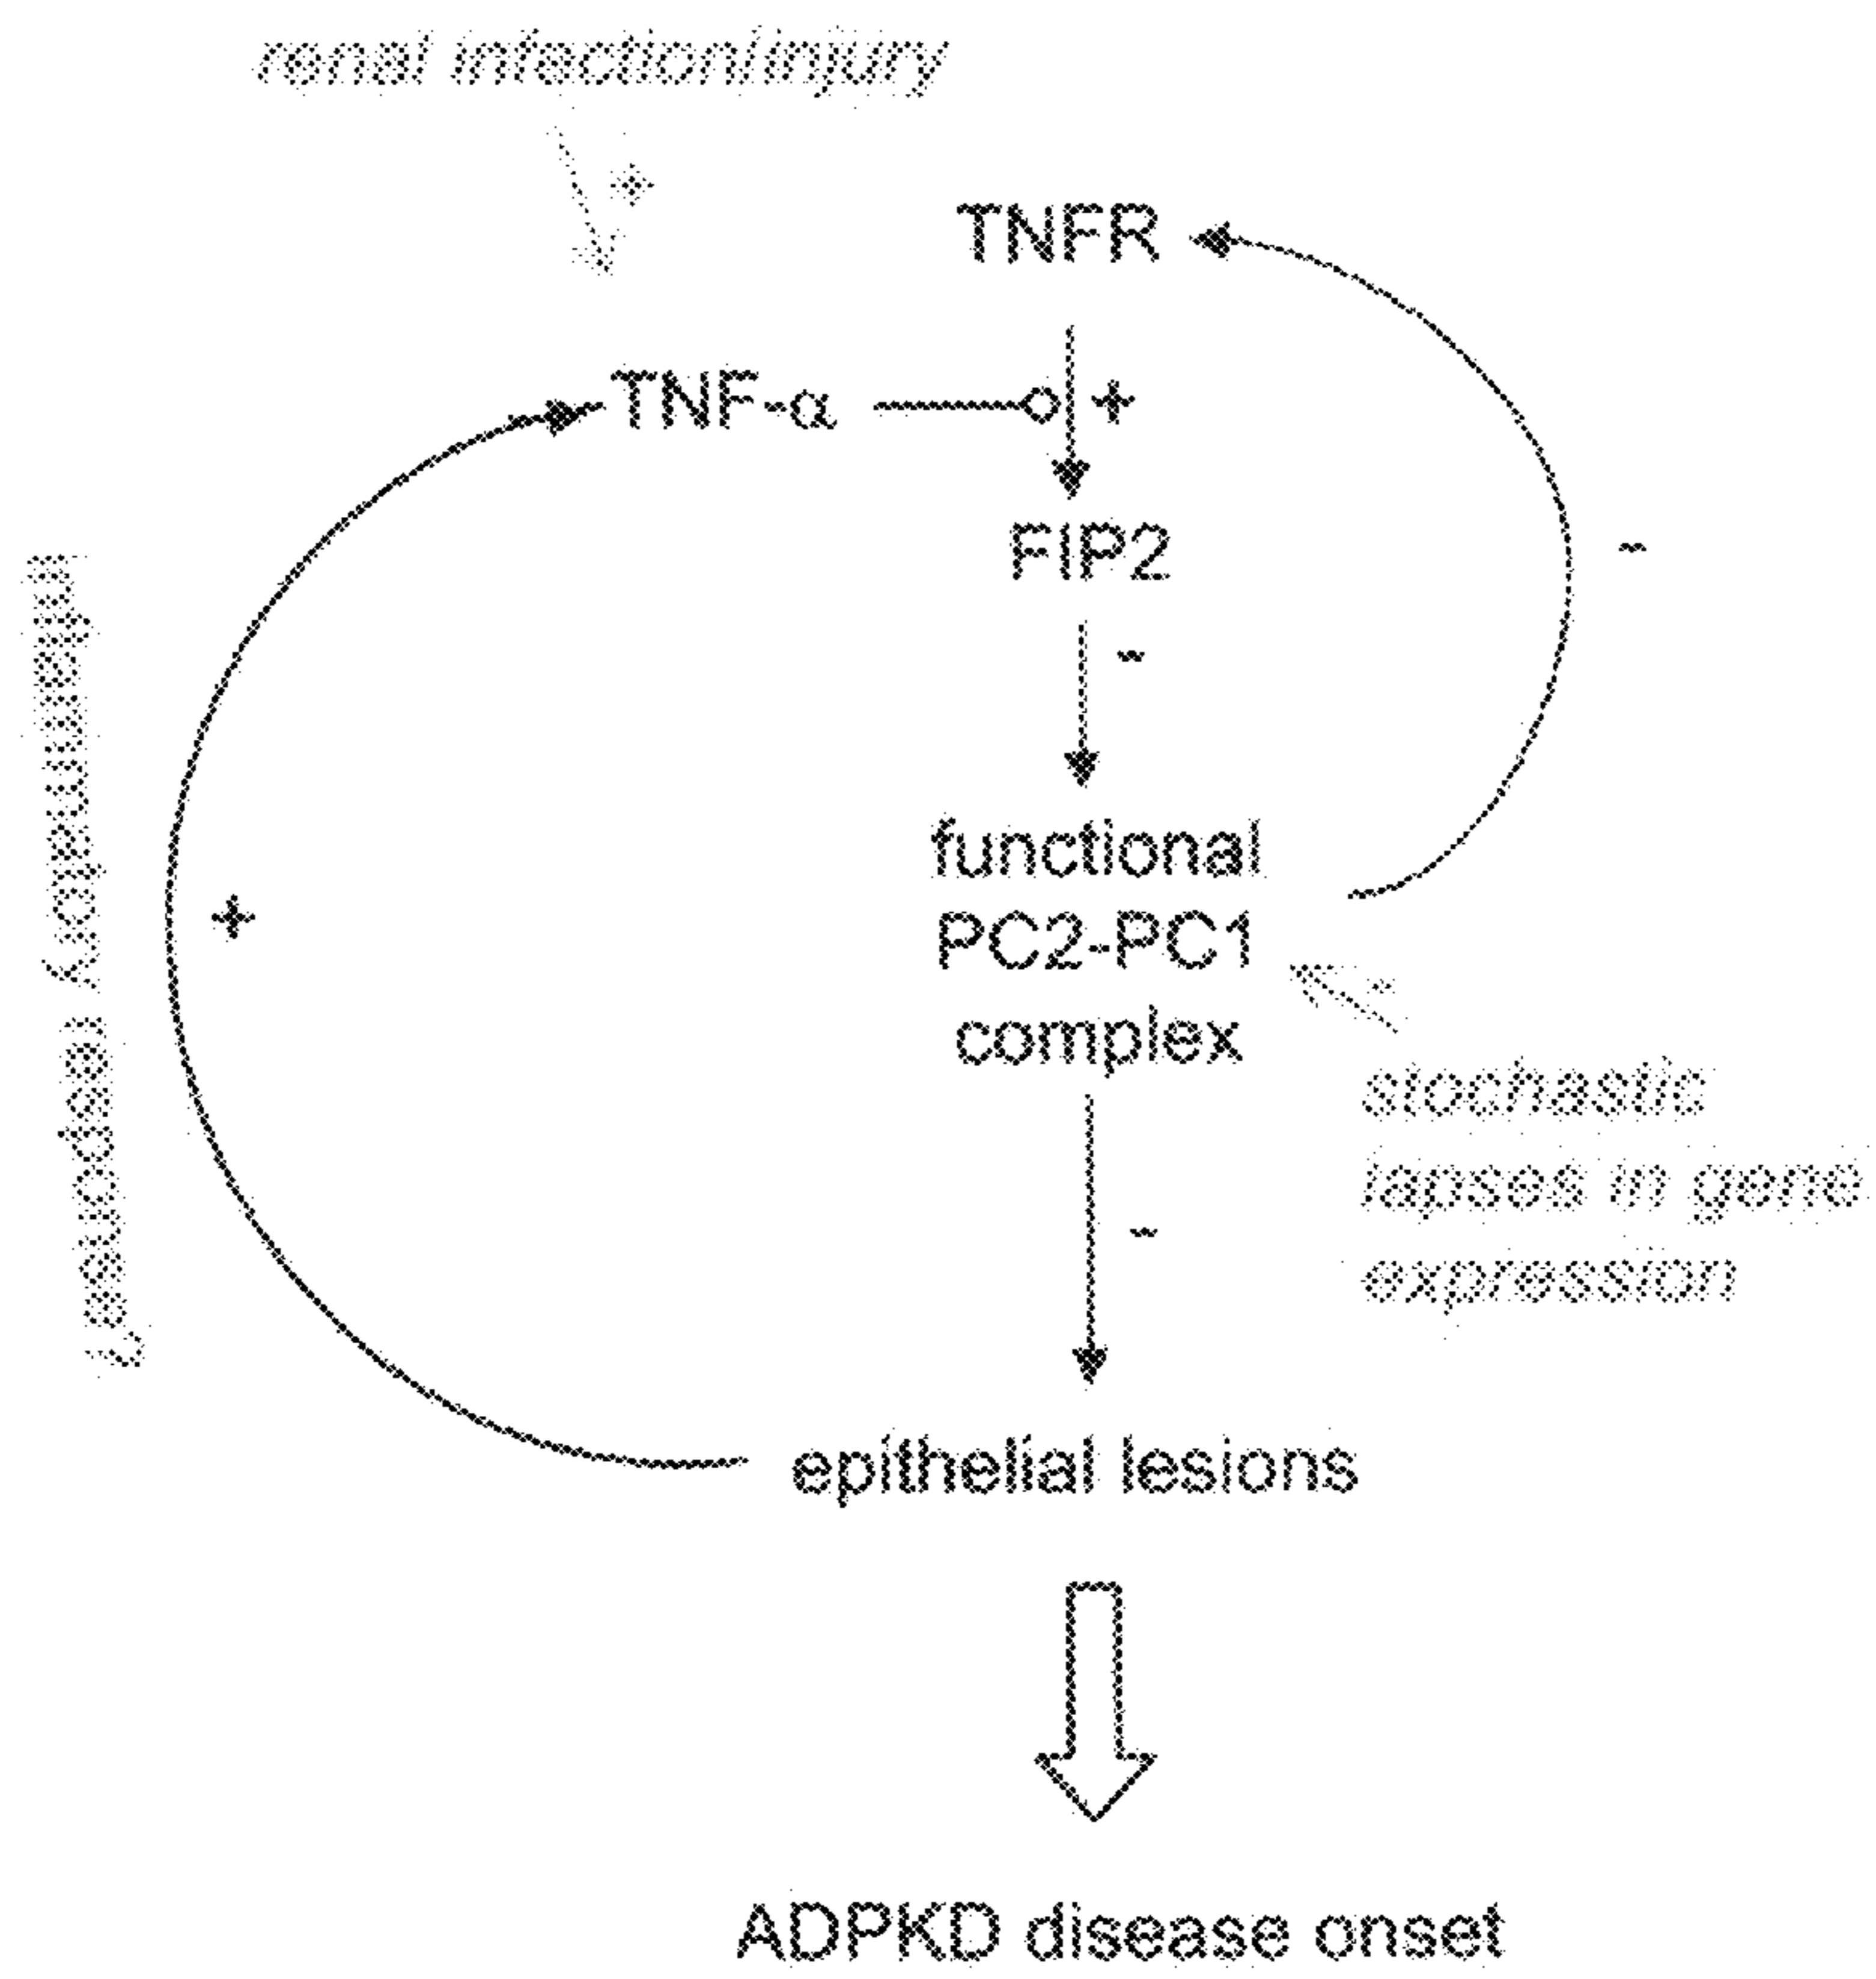 renal infection/injury
+
TNFR
TNF-α
+
FIP2
-
-
functional
PC2-PC1
complex
+
-
stochastic
lapses in gene
expression
-
epithelial lesions
ADPKD disease onset